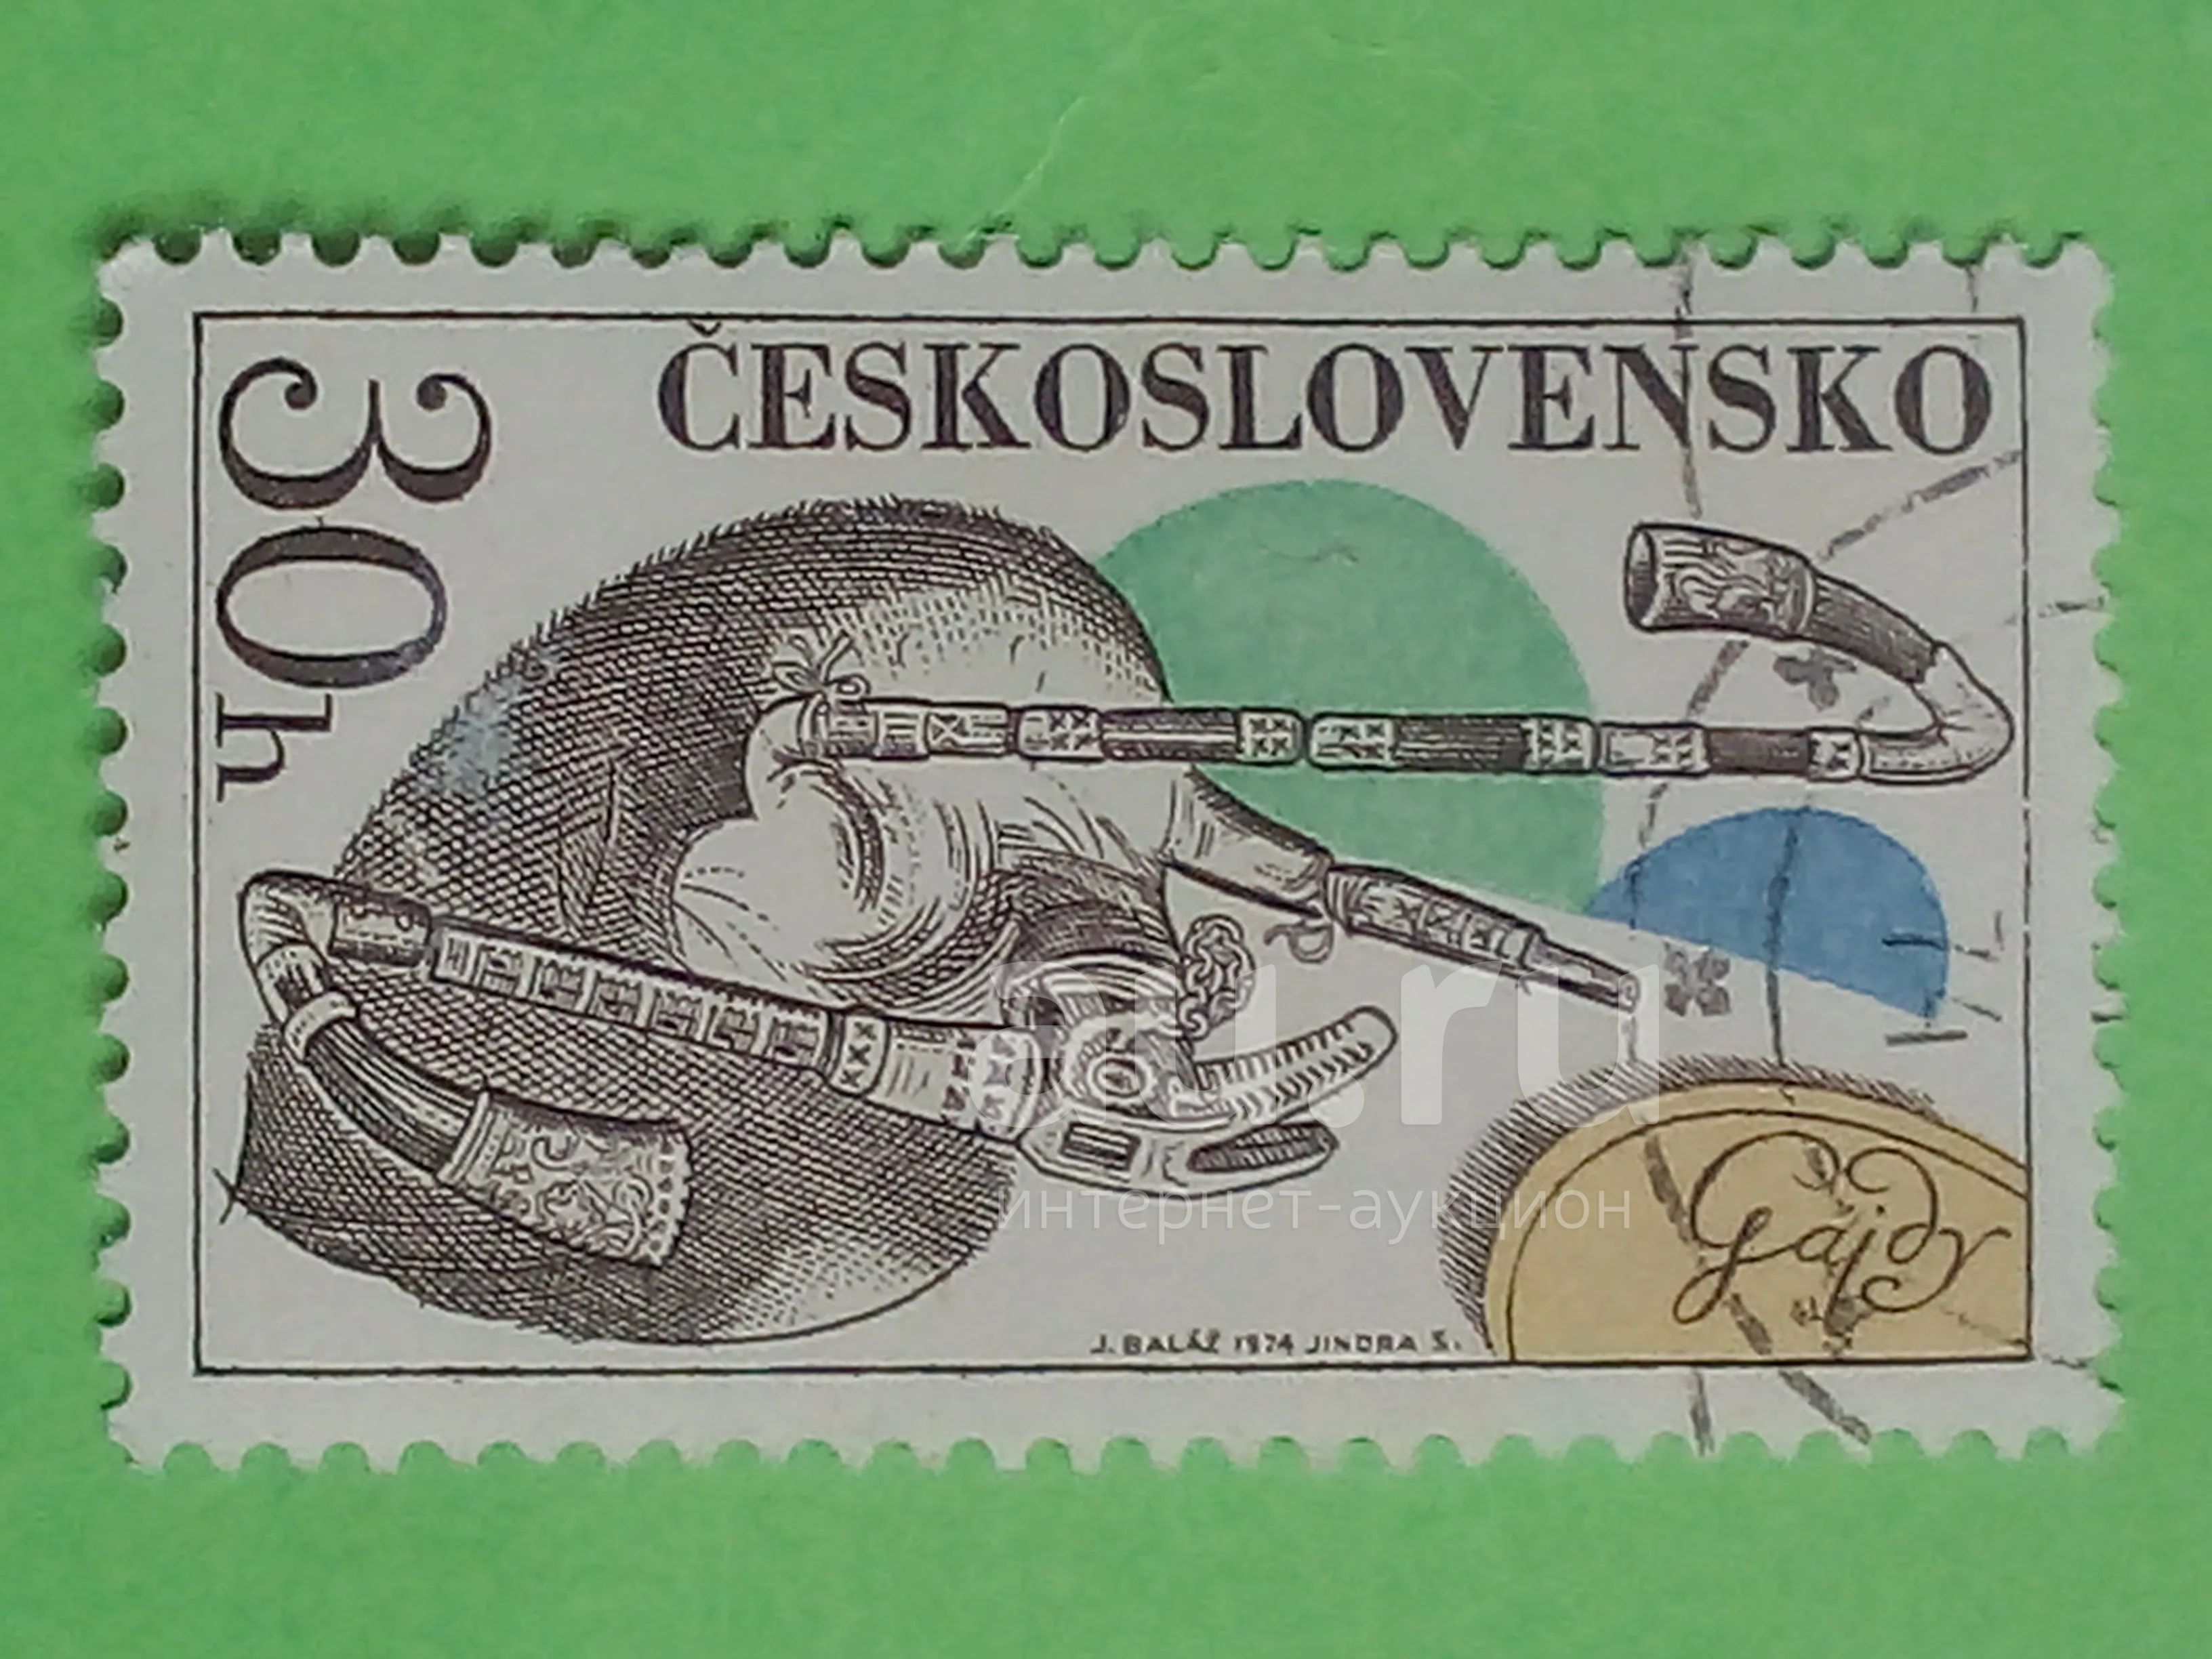 ČESKOSLOVENSKO
30h
au.ru
интернет-аукцион
Gajdy
J. BALÁŽ 1974 JINDRA S.